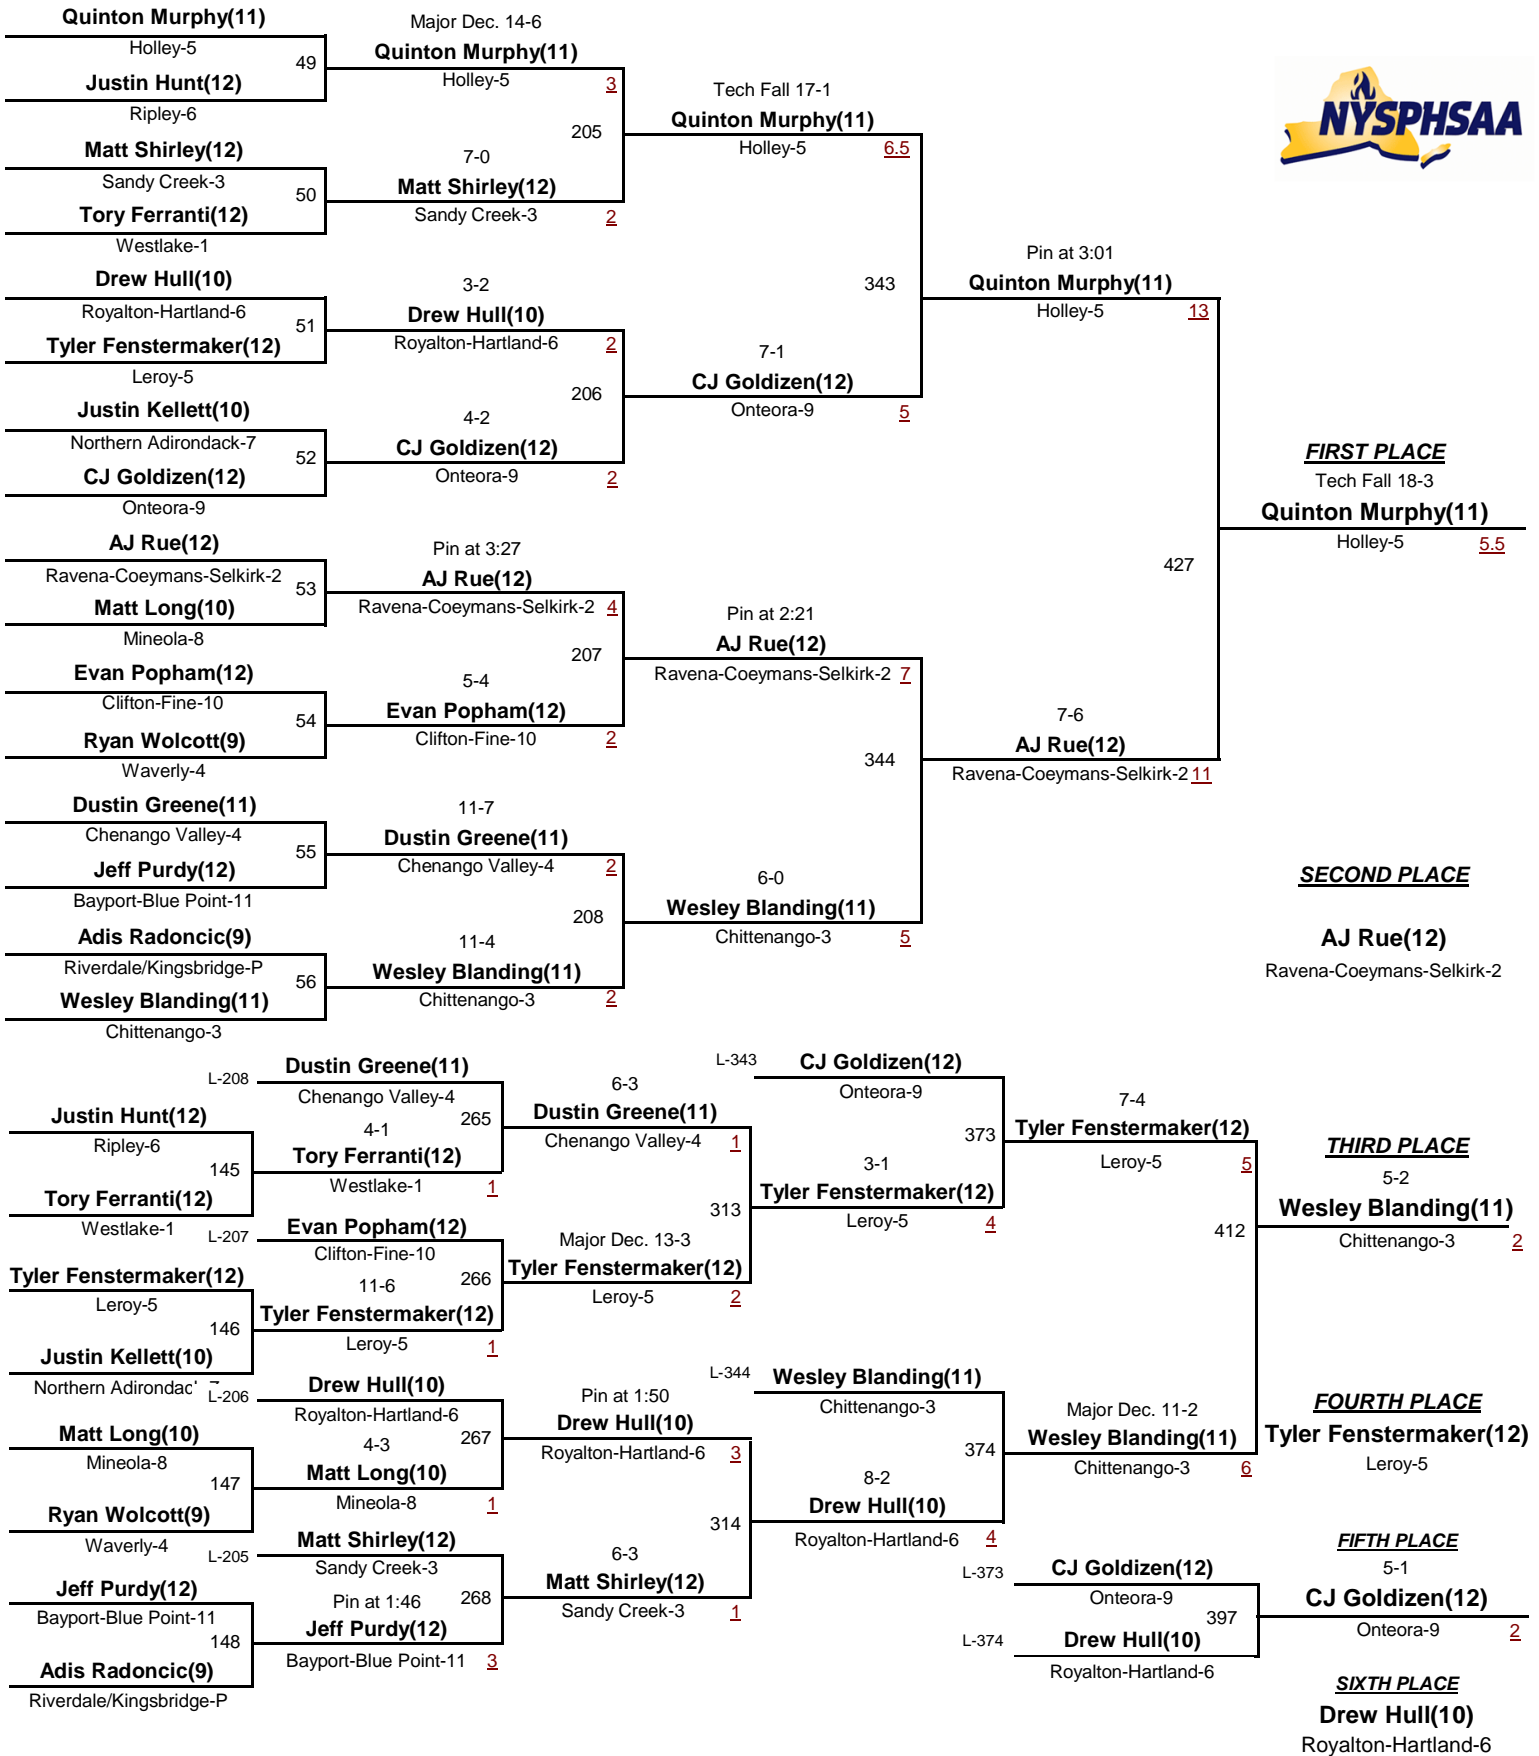 Quinton Murphy(11)
Holley-5
49
Justin Hunt(12)
Ripley-6
Matt Shirley(12)
Sandy Creek-3
50
Tory Ferranti(12)
Westlake-1
Drew Hull(10)
Royalton-Hartland-6
51
Tyler Fenstermaker(12)
Leroy-5
Justin Kellett(10)
Northern Adirondack-7
52
CJ Goldizen(12)
Onteora-9
AJ Rue(12)
Ravena-Coeymans-Selkirk-2
53
Matt Long(10)
Mineola-8
Evan Popham(12)
Clifton-Fine-10
54
Ryan Wolcott(9)
Waverly-4
Dustin Greene(11)
Chenango Valley-4
55
Jeff Purdy(12)
Bayport-Blue Point-11
Adis Radoncic(9)
Riverdale/Kingsbridge-P
56
Wesley Blanding(11)
Chittenango-3
Major Dec. 14-6
Quinton Murphy(11)
Holley-5 3
205
7-0
Matt Shirley(12)
Sandy Creek-3 2
3-2
Drew Hull(10)
Royalton-Hartland-6 2
206
4-2
CJ Goldizen(12)
Onteora-9 2
Pin at 3:27
AJ Rue(12)
Ravena-Coeymans-Selkirk-2 4
207
5-4
Evan Popham(12)
Clifton-Fine-10 2
11-7
Dustin Greene(11)
Chenango Valley-4 2
208
11-4
Wesley Blanding(11)
Chittenango-3 2
Tech Fall 17-1
Quinton Murphy(11)
Holley-5 6.5
343
7-1
CJ Goldizen(12)
Onteora-9 5
Pin at 2:21
AJ Rue(12)
Ravena-Coeymans-Selkirk-2 7
344
6-0
Wesley Blanding(11)
Chittenango-3 5
Pin at 3:01
Quinton Murphy(11)
Holley-5 13
427
7-6
AJ Rue(12)
Ravena-Coeymans-Selkirk-2 11
NYSPHSAA
FIRST PLACE
Tech Fall 18-3
Quinton Murphy(11)
Holley-5 5.5
SECOND PLACE
AJ Rue(12)
Ravena-Coeymans-Selkirk-2
Justin Hunt(12)
Ripley-6
145
Tory Ferranti(12)
Westlake-1
Tyler Fenstermaker(12)
Leroy-5
146
Justin Kellett(10)
Northern Adirondac
Matt Long(10)
Mineola-8
147
Ryan Wolcott(9)
Waverly-4
Jeff Purdy(12)
Bayport-Blue Point-11
148
Adis Radoncic(9)
Riverdale/Kingsbridge-P
L-208
Dustin Greene(11)
Chenango Valley-4
265
4-1
Tory Ferranti(12)
Westlake-1 1
L-207
Evan Popham(12)
Clifton-Fine-10
266
11-6
Tyler Fenstermaker(12)
Leroy-5 1
L-206
Drew Hull(10)
Royalton-Hartland-6
267
4-3
Matt Long(10)
Mineola-8 1
L-205
Matt Shirley(12)
Sandy Creek-3
268
Pin at 1:46
Jeff Purdy(12)
Bayport-Blue Point-11 3
6-3
Dustin Greene(11)
Chenango Valley-4 1
313
Major Dec. 13-3
Tyler Fenstermaker(12)
Leroy-5 2
Pin at 1:50
Drew Hull(10)
Royalton-Hartland-6 3
314
6-3
Matt Shirley(12)
Sandy Creek-3 1
L-343
CJ Goldizen(12)
Onteora-9
373
3-1
Tyler Fenstermaker(12)
Leroy-5 4
L-344
Wesley Blanding(11)
Chittenango-3
374
8-2
Drew Hull(10)
Royalton-Hartland-6 4
7-4
Tyler Fenstermaker(12)
Leroy-5 5
412
Major Dec. 11-2
Wesley Blanding(11)
Chittenango-3 6
L-373
CJ Goldizen(12)
Onteora-9
397
L-374
Drew Hull(10)
Royalton-Hartland-6
THIRD PLACE
5-2
Wesley Blanding(11)
Chittenango-3 2
FOURTH PLACE
Tyler Fenstermaker(12)
Leroy-5
FIFTH PLACE
5-1
CJ Goldizen(12)
Onteora-9 2
SIXTH PLACE
Drew Hull(10)
Royalton-Hartland-6